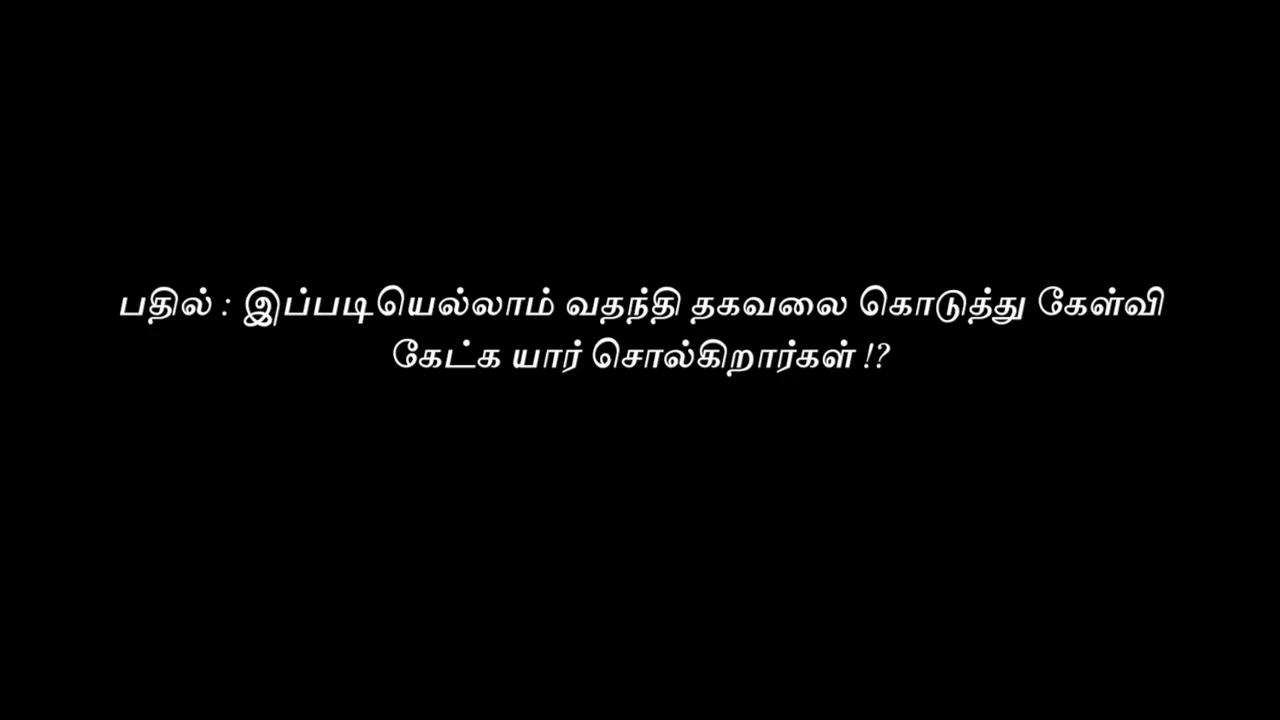 பதில் : இப்படியெல்லாம் வதந்தி தகவலை கொடுத்து கேள்வி
கேட்க யார் சொல்கிறார்கள் !?